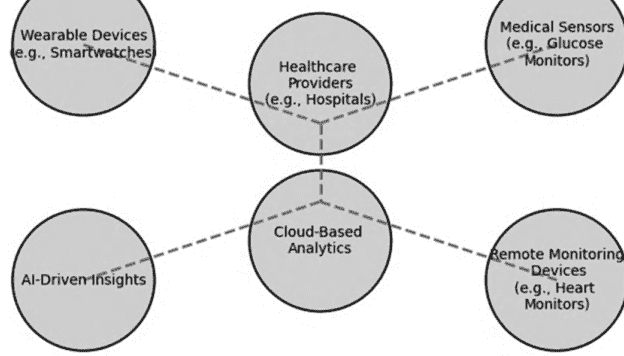 Wearable Devices
(e.g., Smartwatches)
Healthcare
Providers
(e.g., Hospitals)
Medical Sensors
(e.g., Glucose
Monitors)
Cloud-Based
Analytics
AI-Driven Insights
Remote Monitoring
Devices
(e.g., Heart
Monitors)